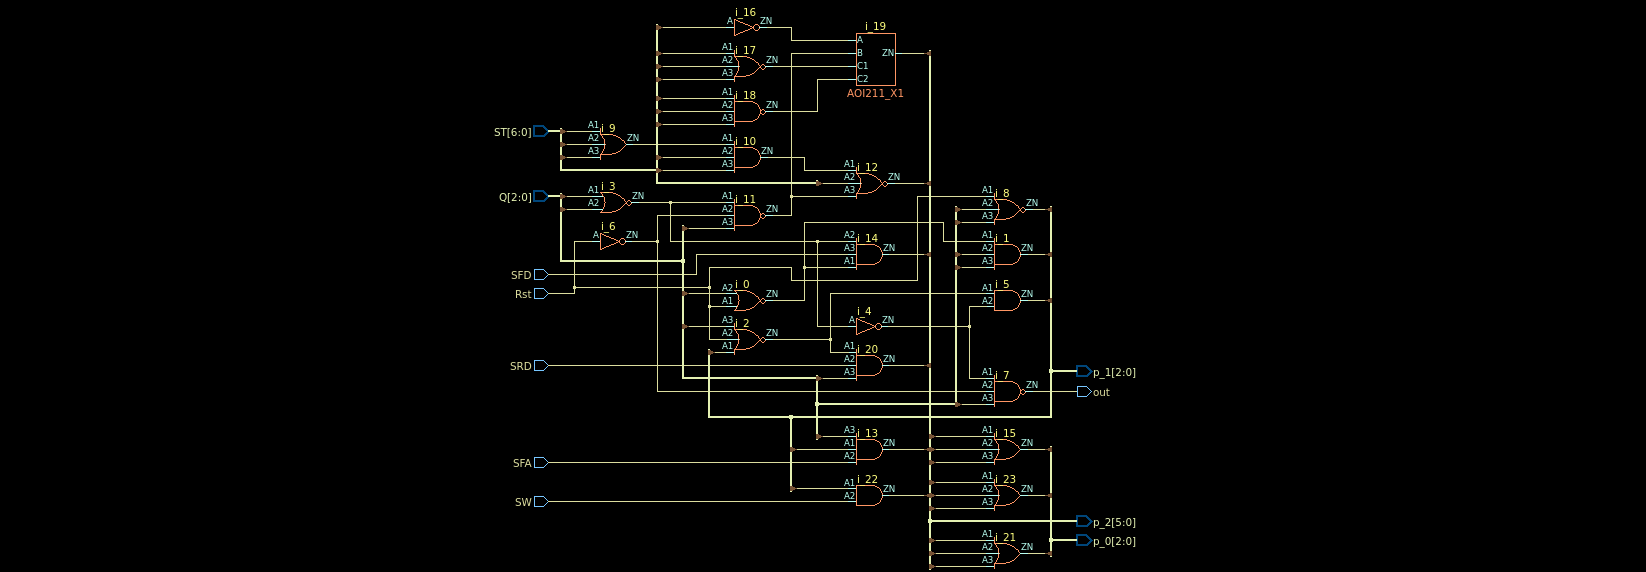 i_16
A ZN
i_19
A
B ZN
C1
C2
AOI211_X1
i_17
A1
A2 ZN
A3
i_18
A1
A2 ZN
A3
ST[6:0]
i_9
A1
A2 ZN
A3
i_10
A1
A2 ZN
A3
i_12
A1
A2 ZN
A3
Q[2:0]
i_3
A1
A2 ZN
i_11
A1
A2 ZN
A3
i_8
A1
A2 ZN
A3
i_6
A ZN
i_14
A2
A3 ZN
A1
i_1
A1
A2 ZN
A3
SFD
Rst
i_0
A2
A1 ZN
i_5
A1
A2 ZN
i_2
A3
A2 ZN
A1
i_4
A ZN
i_20
A1
A2 ZN
A3
SRD
i_7
A1
A2 ZN
A3
p_1[2:0]
out
i_13
A3
A1 ZN
A2
i_15
A1
A2 ZN
A3
SFA
i_22
A1
A2 ZN
i_23
A1
A2 ZN
A3
SW
p_2[5:0]
p_0[2:0]
i_21
A1
A2 ZN
A3